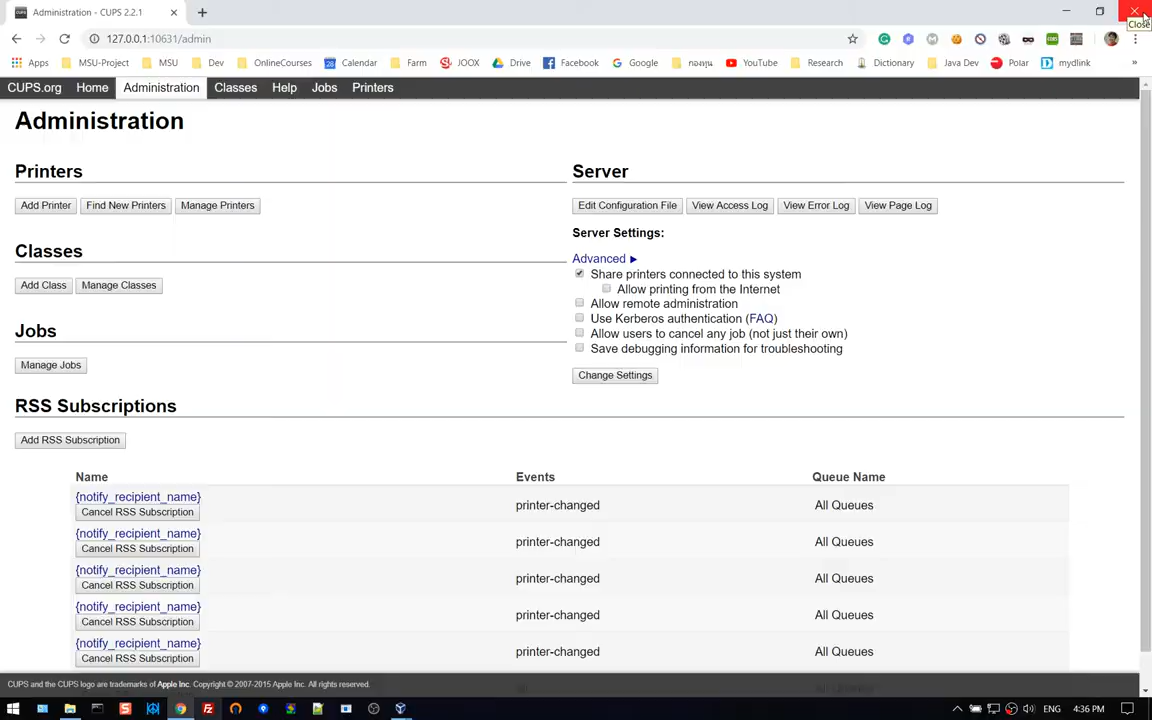 Administration - CUPS 2.2.1
Close
127.0.0.1:10631/admin
Apps MSU-Project MSU Dev OnlineCourses Calendar Farm JOOX Drive Facebook Google กองทุน YouTube Research Dictionary Java Dev Polar mydlink
CUPS.org Home Administration Classes Help Jobs Printers
Administration
Printers
Add Printer Find New Printers Manage Printers
Classes
Add Class Manage Classes
Jobs
Manage Jobs
Server
Edit Configuration File View Access Log View Error Log View Page Log
Server Settings:
Advanced ▶
Share printers connected to this system
Allow printing from the Internet
Allow remote administration
Use Kerberos authentication (FAQ)
Allow users to cancel any job (not just their own)
Save debugging information for troubleshooting
Change Settings
RSS Subscriptions
Add RSS Subscription
Name Events Queue Name
{notify_recipient_name}
Cancel RSS Subscription printer-changed All Queues
{notify_recipient_name}
Cancel RSS Subscription printer-changed All Queues
{notify_recipient_name}
Cancel RSS Subscription printer-changed All Queues
{notify_recipient_name}
Cancel RSS Subscription printer-changed All Queues
{notify_recipient_name}
Cancel RSS Subscription printer-changed All Queues
CUPS and the CUPS logo are trademarks of Apple Inc. Copyright © 2007-2015 Apple Inc. All rights reserved.
ENG 4:36 PM